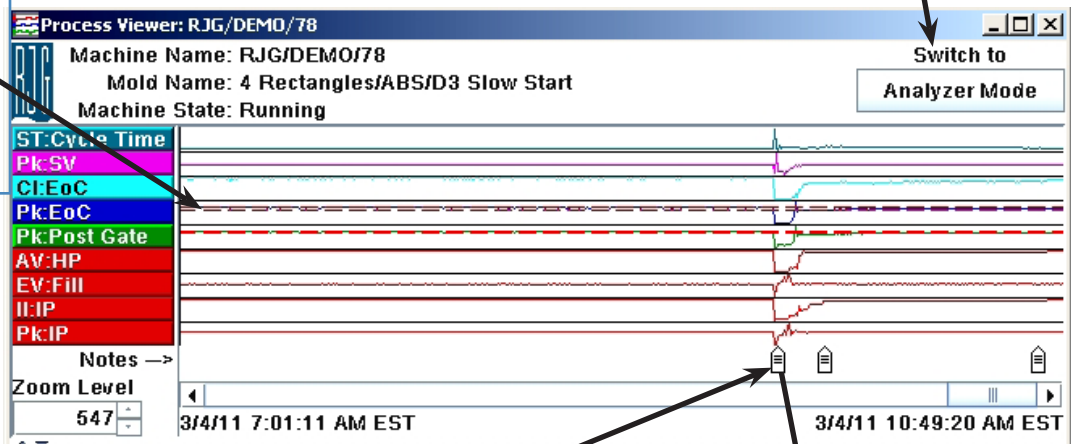 Process Viewer: RJG/DEMO/78
RJG
Machine Name: RJG/DEMO/78
Mold Name: 4 Rectangles/ABS/D3 Slow Start
Machine State: Running
Switch to
Analyzer Mode
ST:Cycle Time
Pk:SV
CI:EoC
Pk:EoC
Pk:Post Gate
AV:HP
EV:Fill
II:IP
Pk:IP
Notes —>
Zoom Level
547
3/4/11 7:01:11 AM EST
3/4/11 10:49:20 AM EST